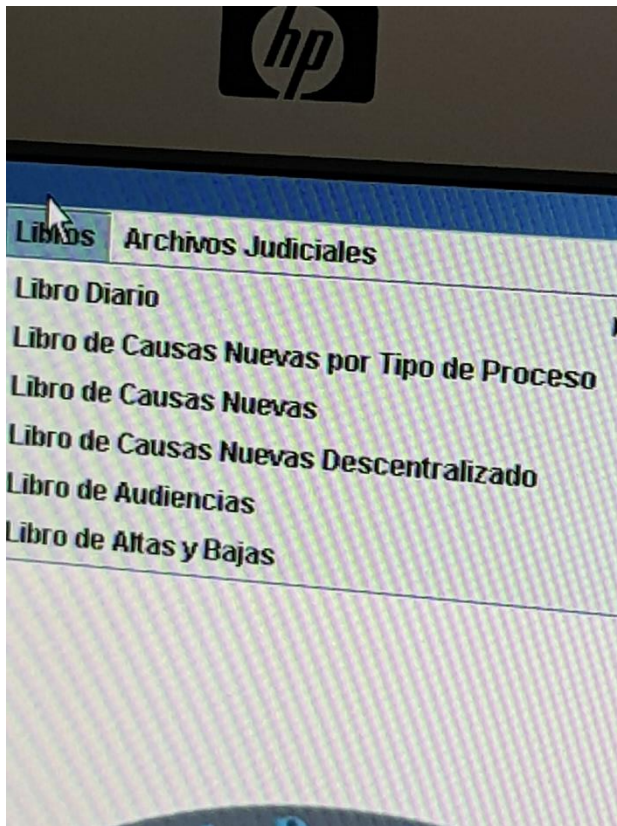 hp
Libros Archivos Judiciales
Libro Diario
Libro de Causas Nuevas por Tipo de Proceso
Libro de Causas Nuevas
Libro de Causas Nuevas Descentralizado
Libro de Audiencias
Libro de Altas y Bajas